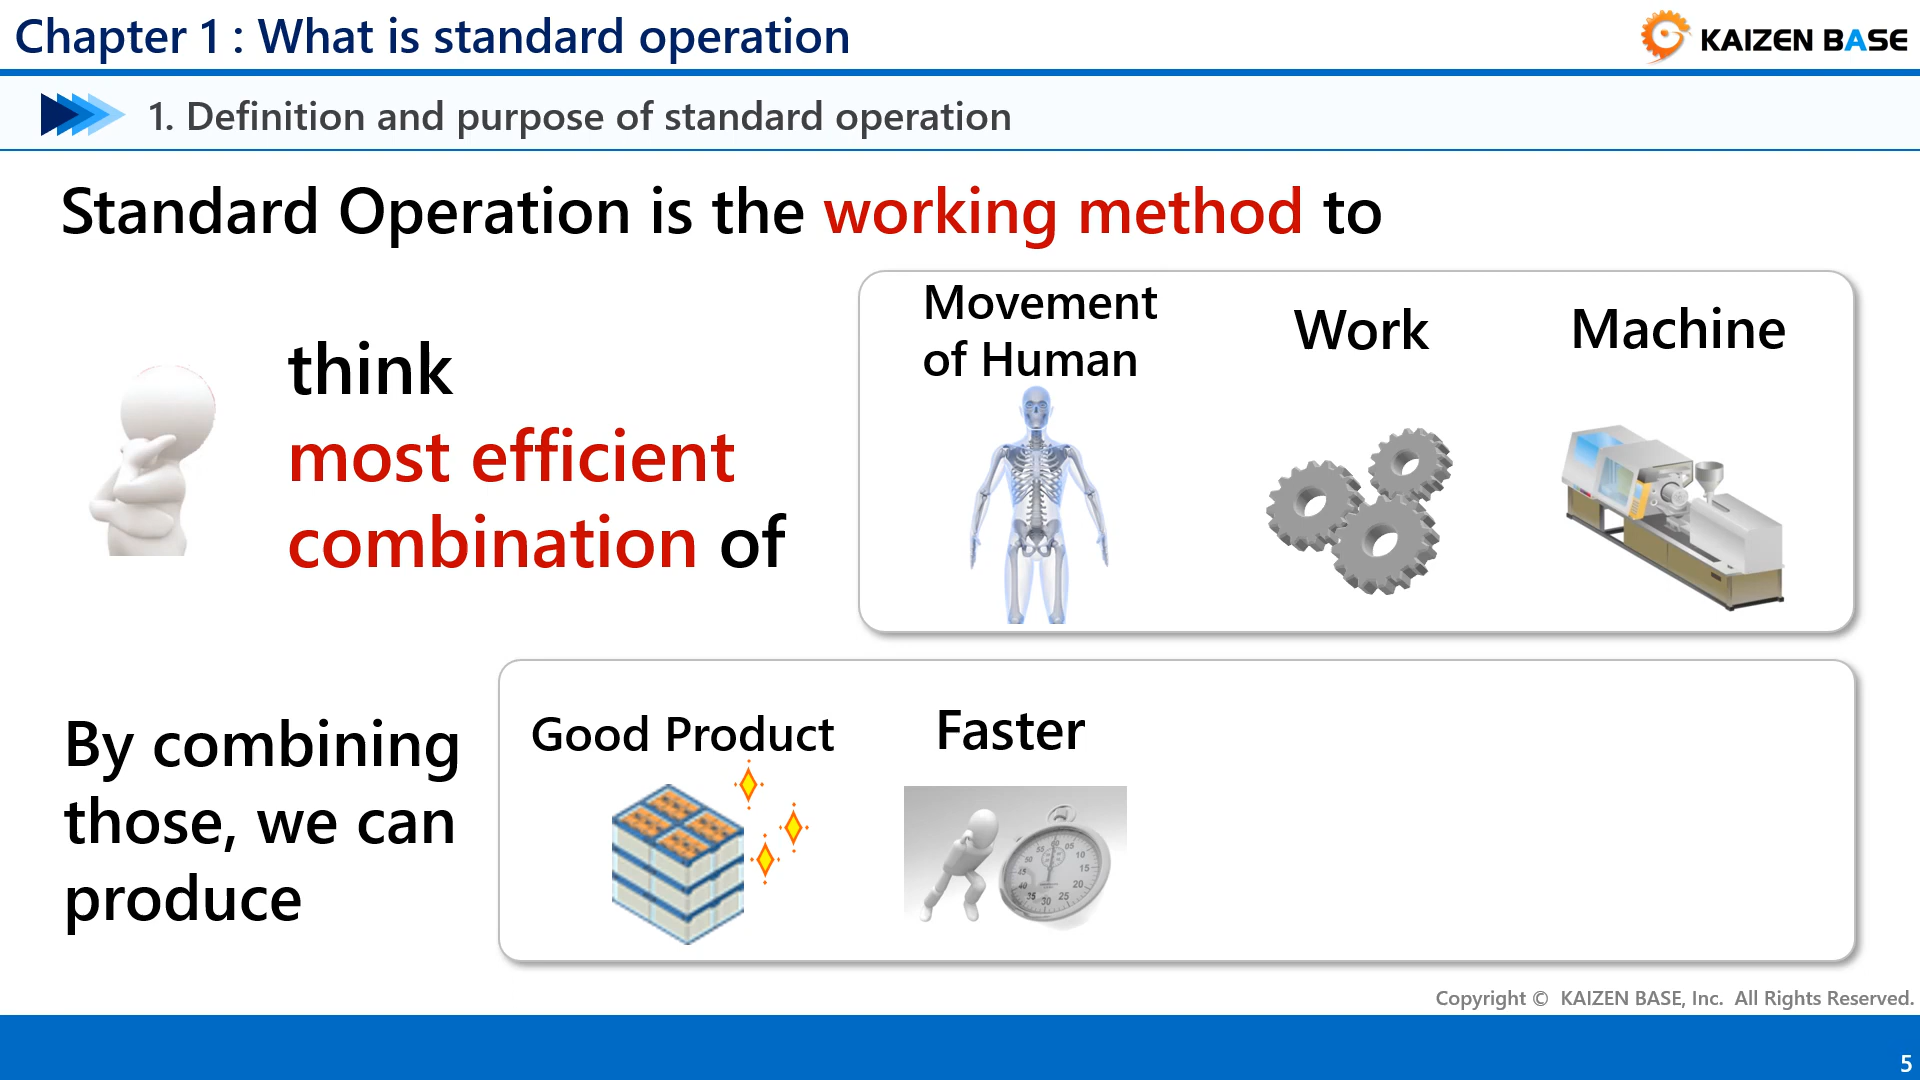 Chapter 1 : What is standard operation
KAIZEN BASE
1. Definition and purpose of standard operation
Standard Operation is the working method to
think
most efficient
combination of
Movement
of Human
Work
Machine
By combining
those, we can
produce
Good Product
Faster
Copyright © KAIZEN BASE, Inc. All Rights Reserved.
5